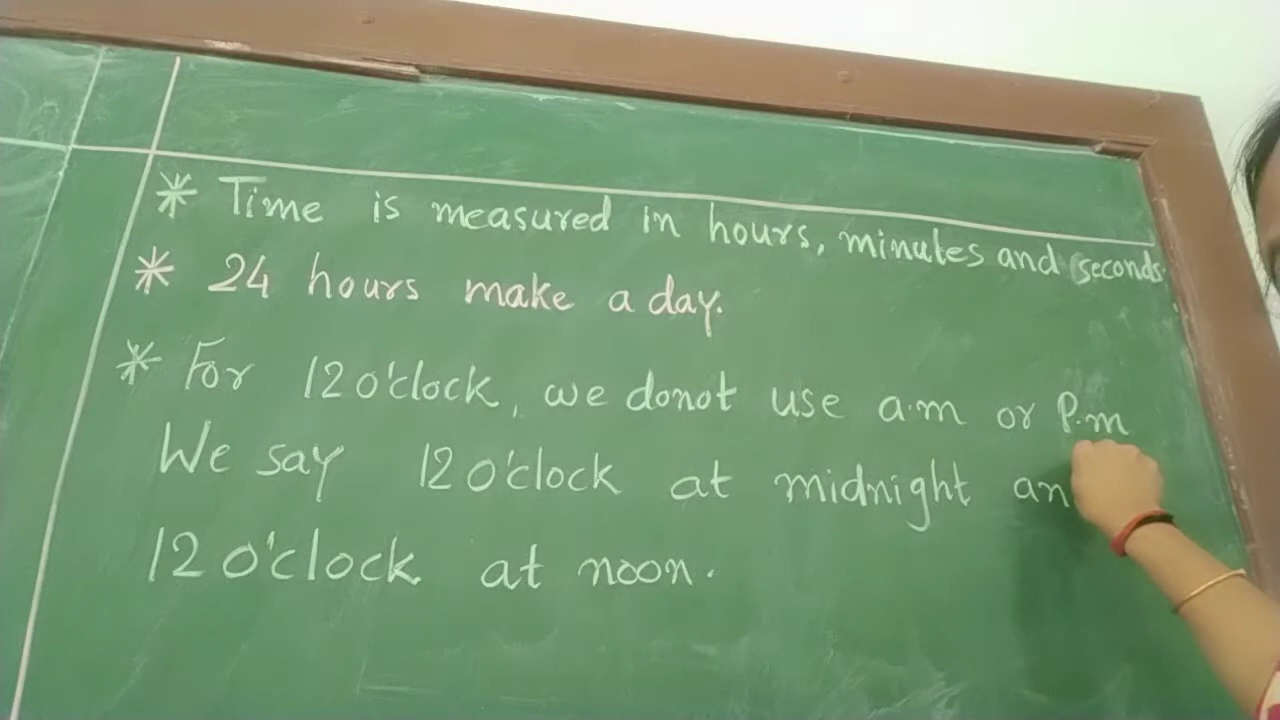 * Time is measured in hours, minutes and seconds.
* 24 hours make a day.
* For 12 o'clock, we donot use a.m or P.m
We say 12 o'clock at midnight an
12 o'clock at noon.